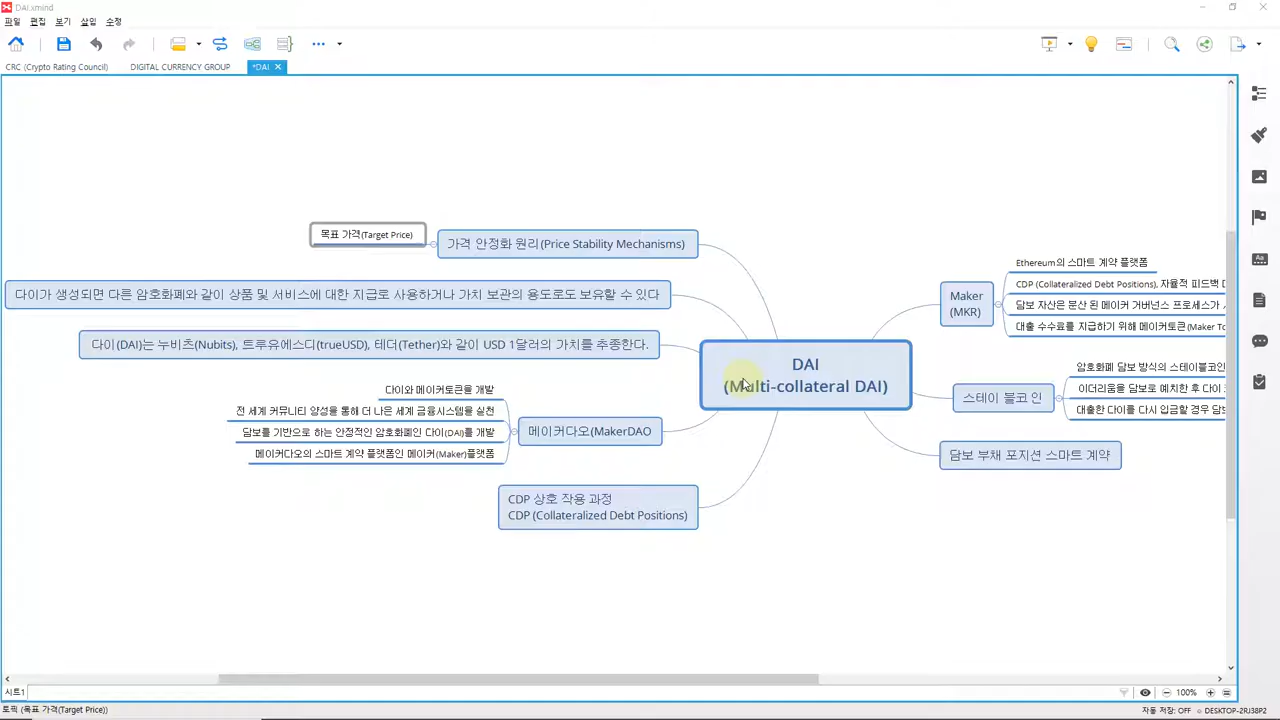 DAI.xmind
파일 편집 보기 삽입 수정
CRC (Crypto Rating Council) DIGITAL CURRENCY GROUP *DAI
목표 가격(Target Price)
가격 안정화 원리(Price Stability Mechanisms)
다이가 생성되면 다른 암호화폐와 같이 상품 및 서비스에 대한 지급로 사용하거나 가치 보관의 용도로도 보유할 수 있다
다이(DAI)는 누비츠(Nubits), 트루유에스디(trueUSD), 테더(Tether)와 같이 USD 1달러의 가치를 추종한다.
다이와 메이커토큰을 개발
전 세계 커뮤니티 양성을 통해 더 나은 세계 금융시스템을 실천
담보를 기반으로 하는 안정적인 암호화폐인 다이(DAI)를 개발
메이커다오의 스마트 계약 플랫폼인 메이커(Maker)플랫폼
메이커다오(MakerDAO
CDP 상호 작용 과정
CDP (Collateralized Debt Positions)
DAI
(Multi-collateral DAI)
Maker
(MKR)
Ethereum의 스마트 계약 플랫폼
CDP (Collateralized Debt Positions), 자율적 피드백
담보 자산은 분산 된 메이커 거버넌스 프로세스가
대출 수수료를 지급하기 위해 메이커토큰(Maker To
스테이 블코인
암호화폐 담보 방식의 스테이블코인
이더리움을 담보로 예치한 후 다이
대출한 다이를 다시 입금할 경우 담보
담보 부채 포지션 스마트 계약
시트1
100%
토픽 (목표 가격(Target Price))
자동 저장: OFF DESKTOP-2RJ38P2